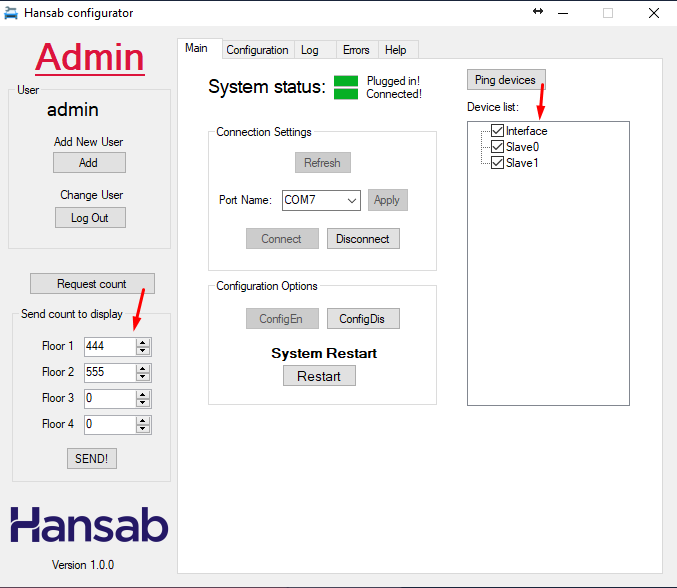 Hansab configurator
Admin
User
admin
Add New User
Add
Change User
Log Out
Request count
Send count to display
Floor 1 444
Floor 2 555
Floor 3 0
Floor 4 0
SEND!
Hansab
Version 1.0.0
Main Configuration Log Errors Help
System status: Plugged in!
Connected!
Connection Settings
Refresh
Port Name: COM7 Apply
Connect Disconnect
Configuration Options
ConfigEn ConfigDis
System Restart
Restart
Ping devices
Device list:
Interface
Slave0
Slave1